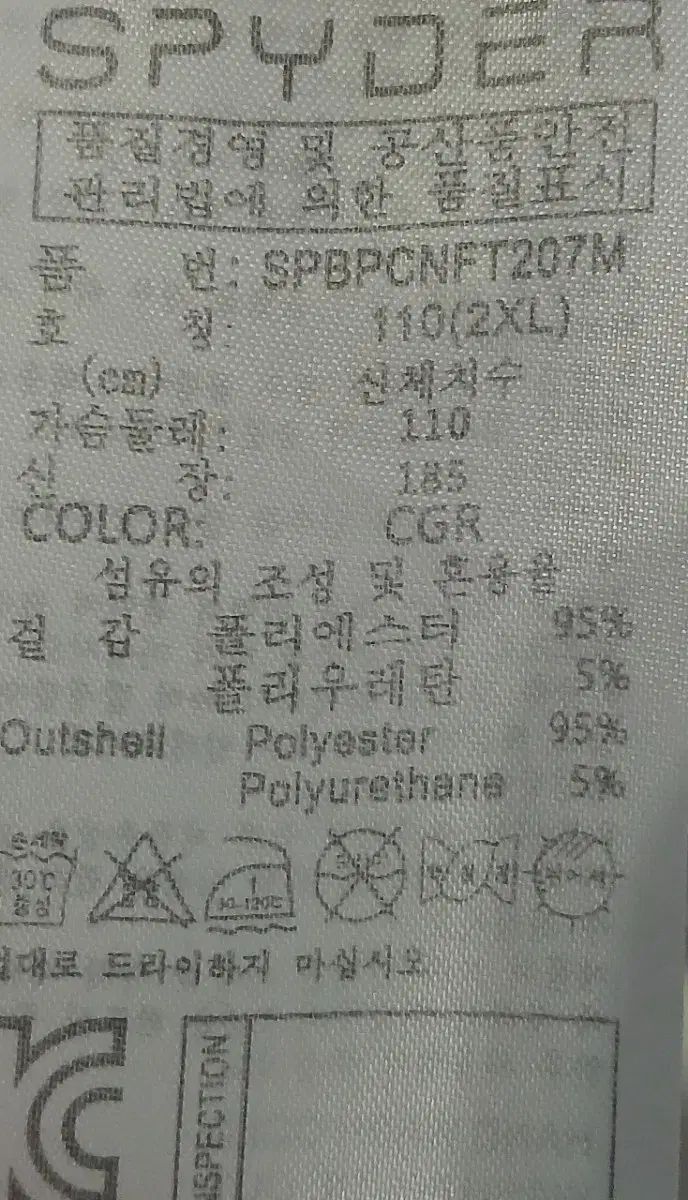 SPYDER
품질경영 및 공산품안전
관리법에 의한 품질표시
품 번: SPBPCNFT207M
호 칭: 110(2XL)
(cm) 신체치수
가슴둘레: 110
신 장: 185
COLOR: CGR
섬유의 조성 및 혼용율
겉 감 폴리에스터 95%
폴리우레탄 5%
Outshell Polyester 95%
Polyurethane 5%
손세탁
30℃
중성
80~120℃
절대로 드라이하지 마십시오
NSPECTION